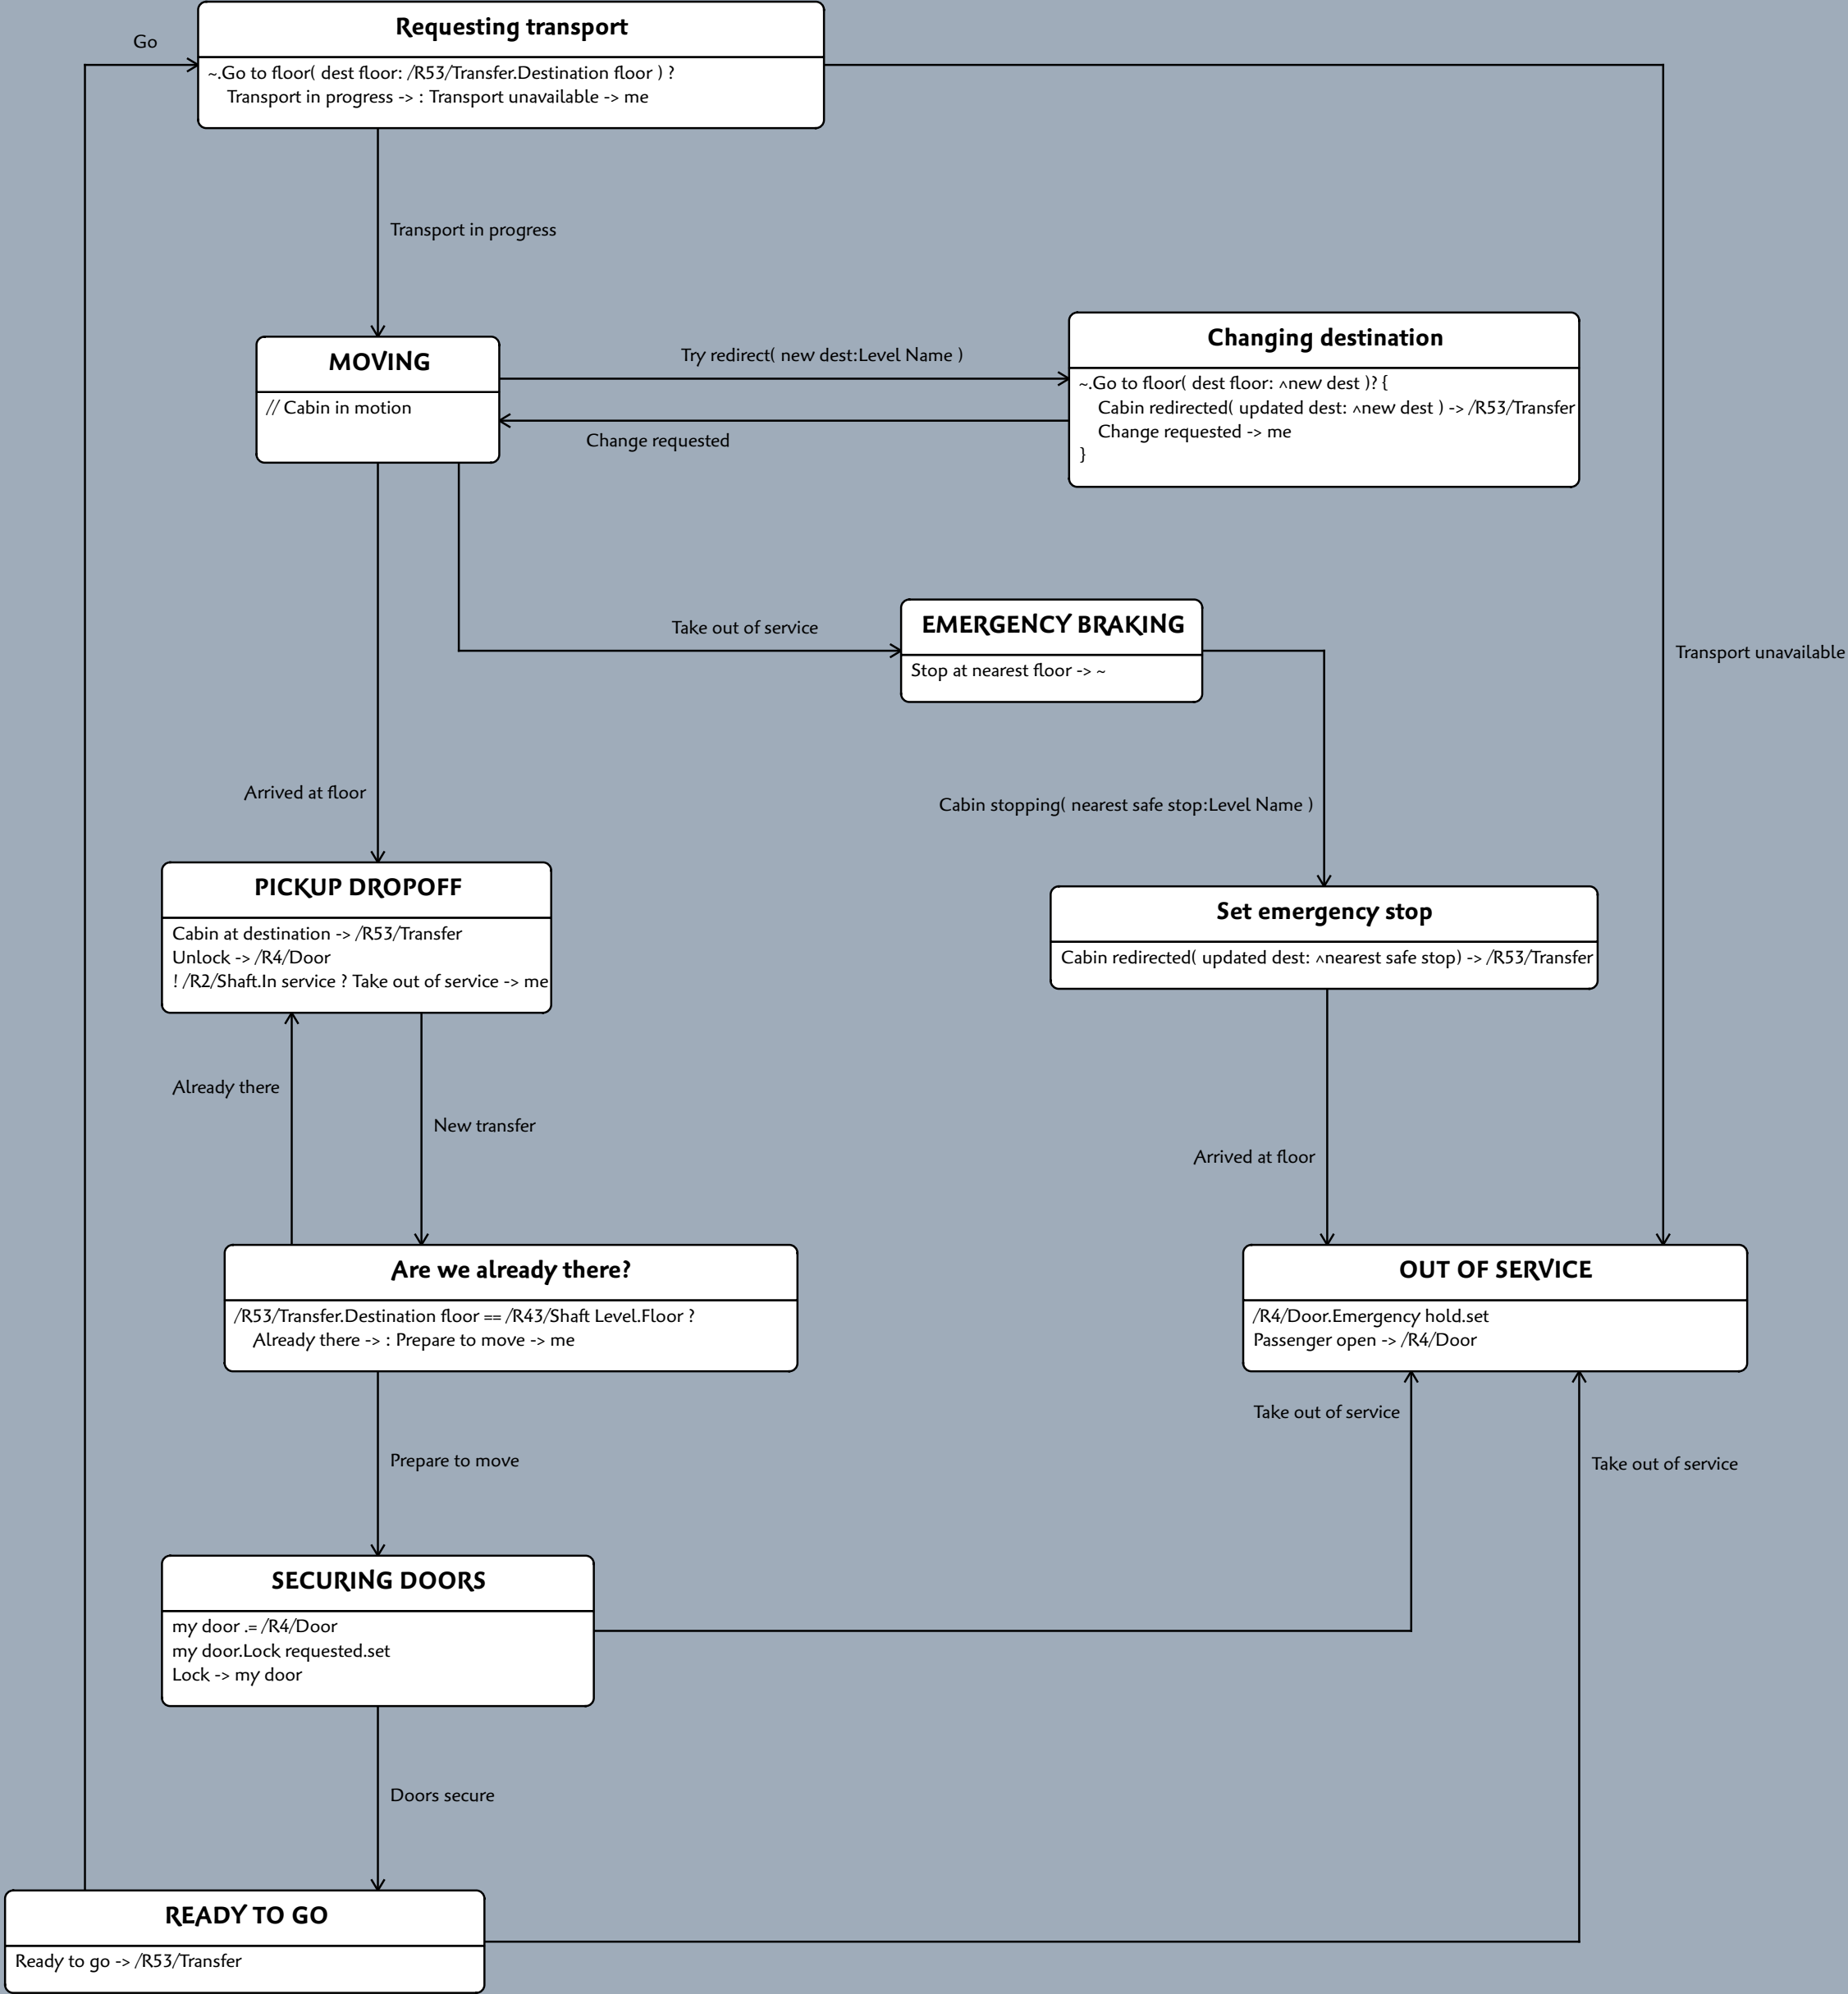 Go
Requesting transport
~.Go to floor( dest floor: /R53/Transfer.Destination floor ) ?
Transport in progress -> : Transport unavailable -> me
Transport in progress
MOVING
// Cabin in motion
Try redirect( new dest:Level Name )
Change requested
Changing destination
~.Go to floor( dest floor: ^new dest )? {
Cabin redirected( updated dest: ^new dest ) -> /R53/Transfer
Change requested -> me
}
Take out of service
EMERGENCY BRAKING
Stop at nearest floor -> ~
Transport unavailable
Arrived at floor
Cabin stopping( nearest safe stop:Level Name )
PICKUP DROPOFF
Cabin at destination -> /R53/Transfer
Unlock -> /R4/Door
! /R2/Shaft.In service ? Take out of service -> me
Set emergency stop
Cabin redirected( updated dest: ^nearest safe stop) -> /R53/Transfer
Already there
New transfer
Arrived at floor
Are we already there?
/R53/Transfer.Destination floor == /R43/Shaft Level.Floor ?
Already there -> : Prepare to move -> me
OUT OF SERVICE
/R4/Door.Emergency hold.set
Passenger open -> /R4/Door
Take out of service
Take out of service
Prepare to move
SECURING DOORS
my door .= /R4/Door
my door.Lock requested.set
Lock -> my door
Doors secure
READY TO GO
Ready to go -> /R53/Transfer